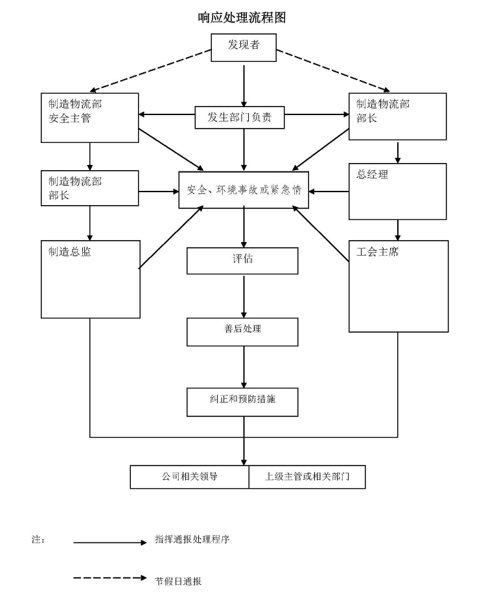 响应处理流程图
发现者
制造物流部
安全主管
发生部门负责
制造物流部
部长
制造物流部
部长
安全、环境事故或紧急情
总经理
制造总监
评估
工会主席
善后处理
纠正和预防措施
公司相关领导
上级主管或相关部门
注：
指挥通报处理程序
节假日通报